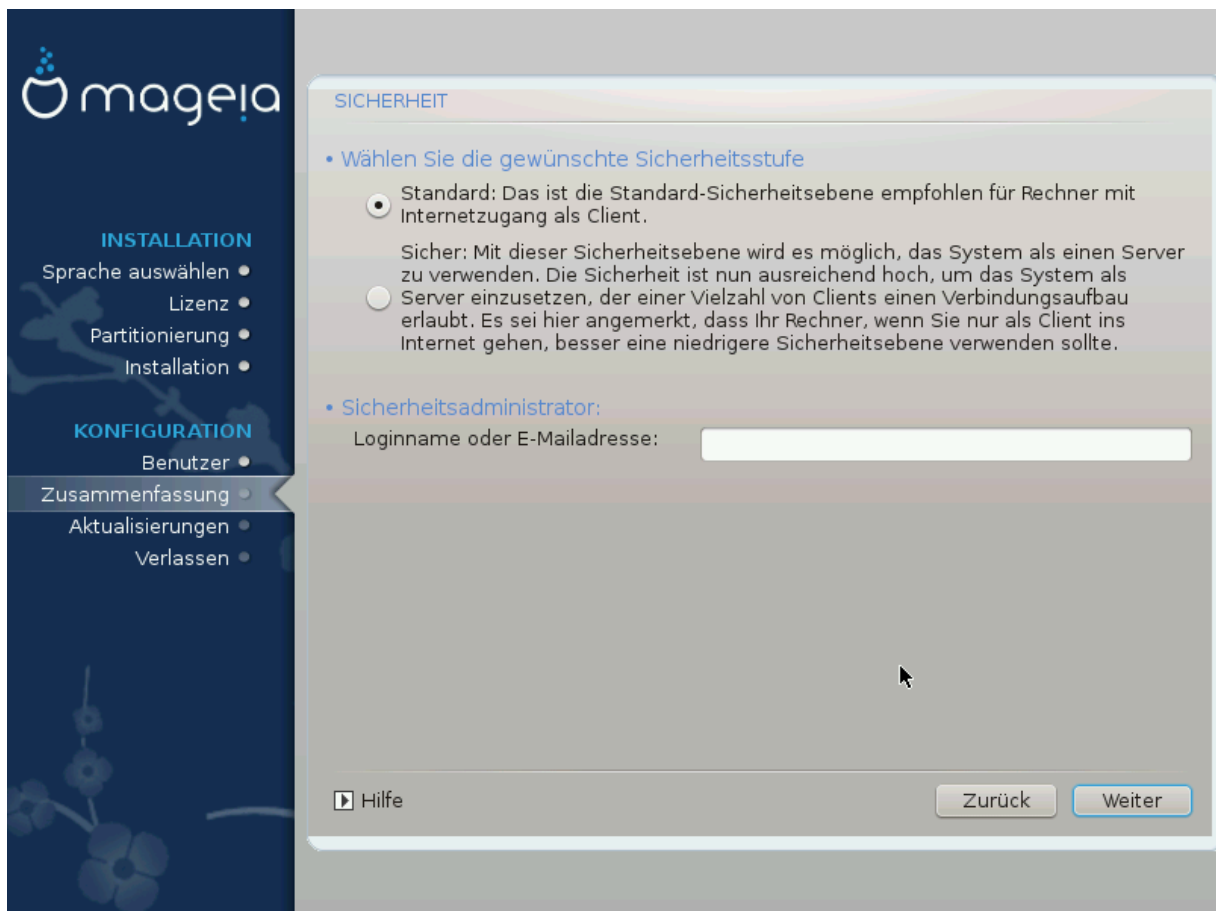 mageia
INSTALLATION
Sprache auswählen
Lizenz
Partitionierung
Installation
KONFIGURATION
Benutzer
Zusammenfassung
Aktualisierungen
Verlassen
SICHERHEIT
• Wählen Sie die gewünschte Sicherheitsstufe
Standard: Das ist die Standard-Sicherheitsebene empfohlen für Rechner mit
Internetzugang als Client.
Sicher: Mit dieser Sicherheitsebene wird es möglich, das System als einen Server
zu verwenden. Die Sicherheit ist nun ausreichend hoch, um das System als
Server einzusetzen, der einer Vielzahl von Clients einen Verbindungsaufbau
erlaubt. Es sei hier angemerkt, dass Ihr Rechner, wenn Sie nur als Client ins
Internet gehen, besser eine niedrigere Sicherheitsebene verwenden sollte.
• Sicherheitsadministrator:
Loginname oder E-Mailadresse:
Hilfe
Zurück
Weiter